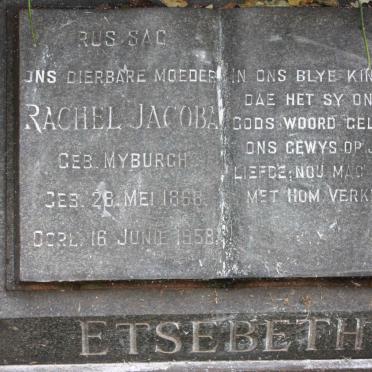 RUS SAG
ONS DIERBARE MOEDER
RACHEL JACOBA
GEB. MYBURGH
GEB. 28 MEI 1868
OORL. 16 JUNIE 1958
IN ONS BLYE KIN
DAE HET SY ON
GODS WOORD GEL
ONS GEWYS OP J
LIEFDE; NOU MAG
MET HOM VERK
ETSEBETH